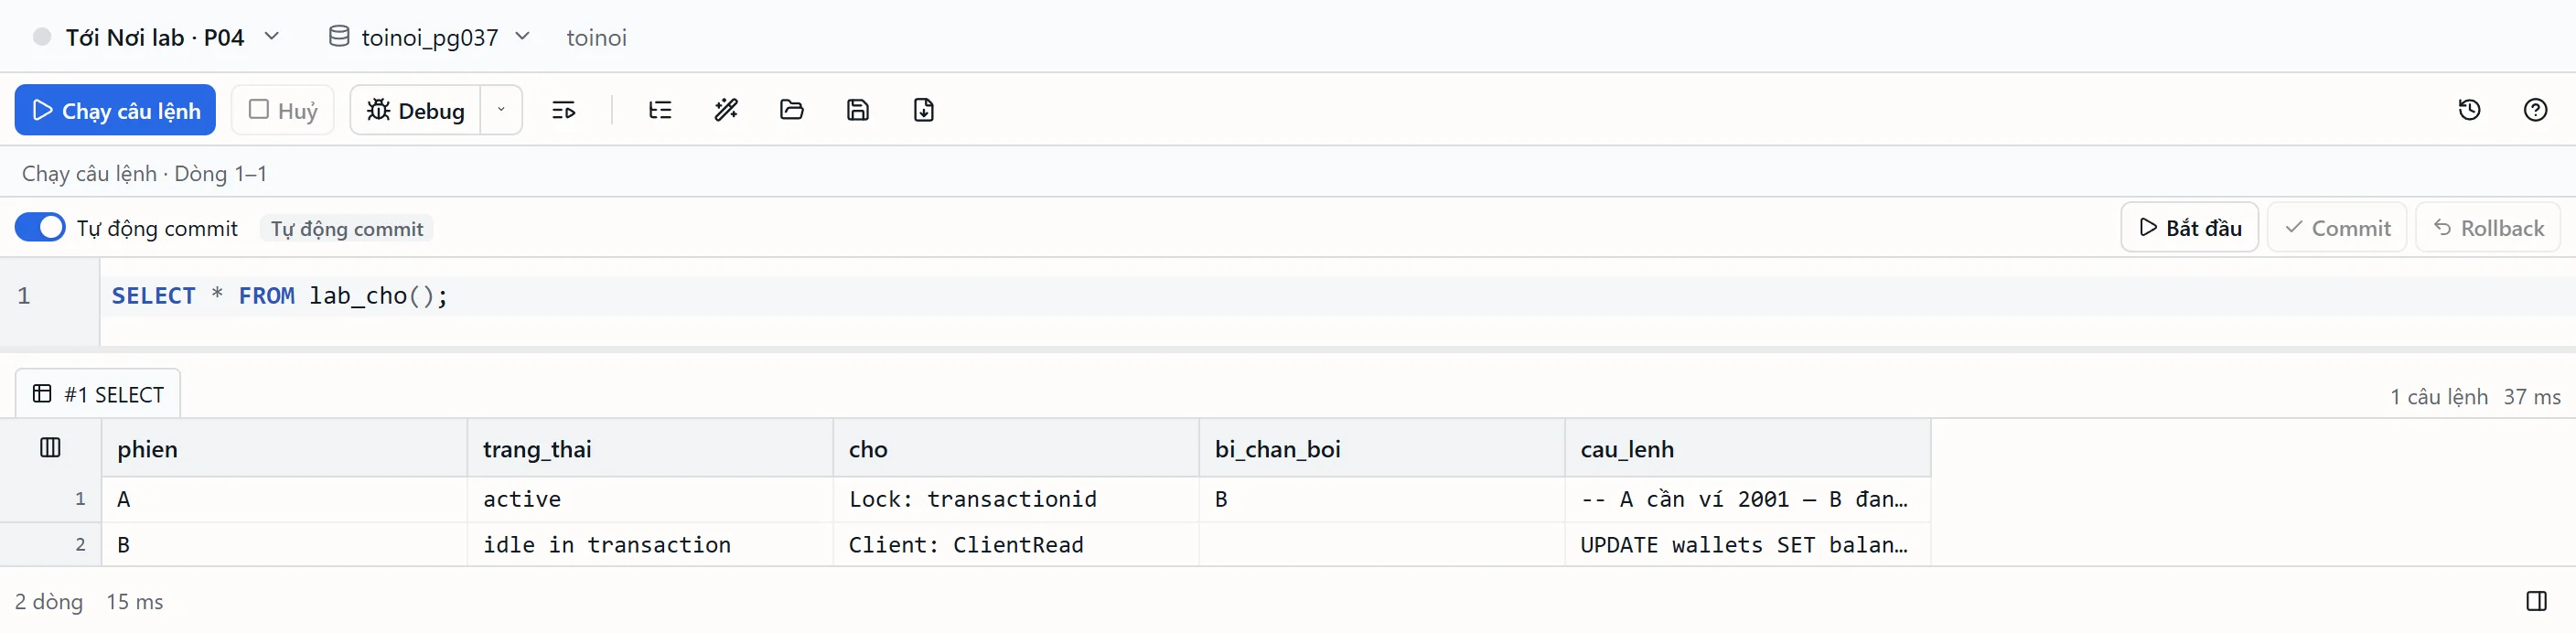 Tới Nơi lab · P04 toinoi_pg037 toinoi
Chạy câu lệnh Huỷ Debug
Chạy câu lệnh · Dòng 1–1
Tự động commit Tự động commit Bắt đầu Commit Rollback
1 SELECT * FROM lab_cho();
#1 SELECT 1 câu lệnh 37 ms
phien trang_thai cho bi_chan_boi cau_lenh
1 A active Lock: transactionid B -- A cần ví 2001 — B đan…
2 B idle in transaction Client: ClientRead UPDATE wallets SET balan…
2 dòng 15 ms